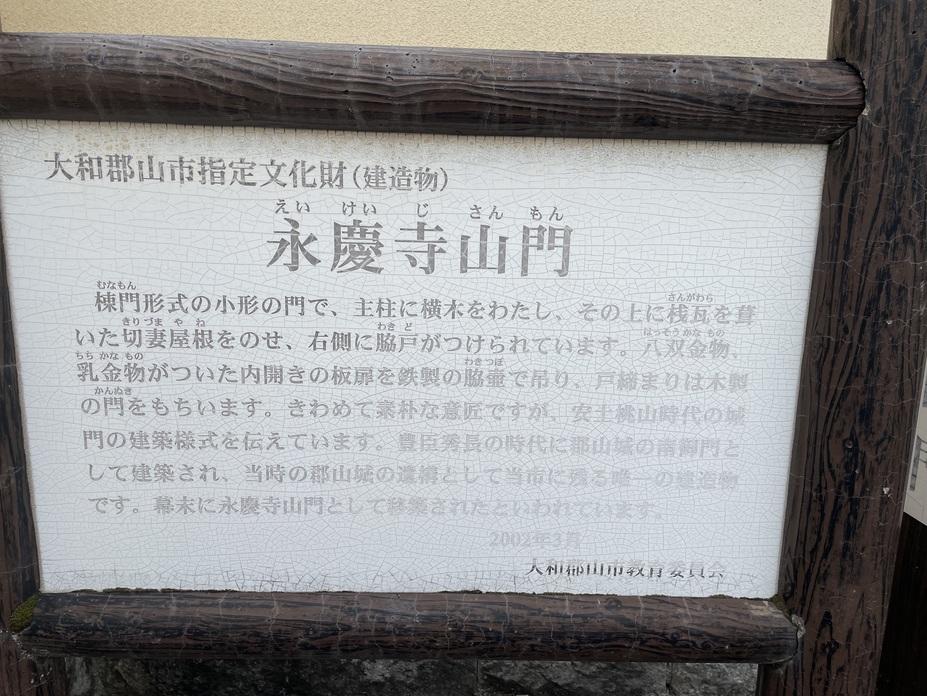 大和郡山市指定文化財(建造物)
えい けい じ さん もん
永慶寺山門
むなもん さんがわら
棟門形式の小形の門で、主柱に横木をわたし、その上に桟瓦を葺
きりづま や ね わき ど はっそう かな もの
いた切妻屋根をのせ、右側に脇戸がつけられています。八双金物、
ちち かな もの わきつぼ
乳金物がついた内開きの板扉を鉄製の脇壺で吊り、戸締まりは木製
かんぬき
の閂をもちいます。きわめて素朴な意匠ですが、安土桃山時代の城
門の建築様式を伝えています。豊臣秀長の時代に郡山城の南御門と
して建築され、当時の郡山城の遺構として当市に残る唯一の建造物
です。幕末に永慶寺山門として移築されたといわれています。
2002年3月
大和郡山市教育委員会